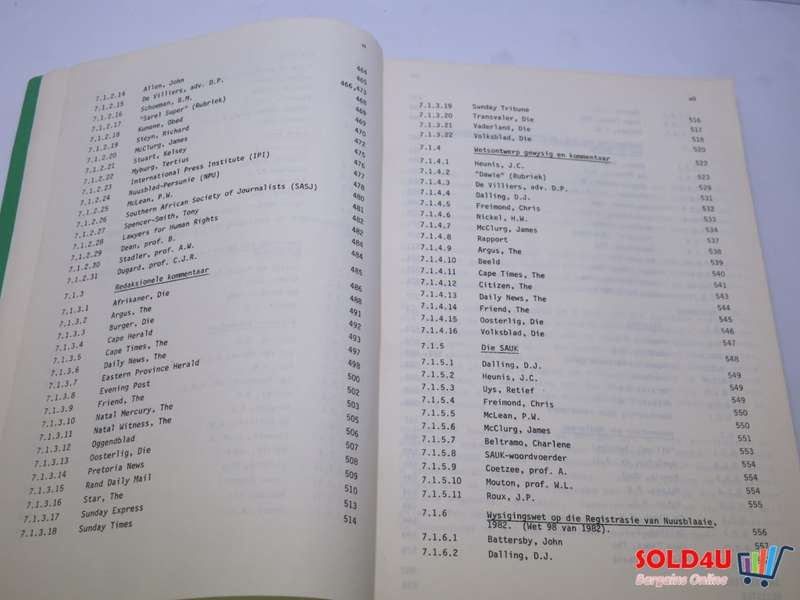 xi
7.1.2.14 Allen, John 464
7.1.2.15 De Villiers, adv. D.P. 465
7.1.2.16 Schoeman, B.M. 466,473
7.1.2.17 "Sarel Super" (Rubriek) 468
7.1.2.18 Kunene, Obed 469
7.1.2.19 Steyn, Richard 469
7.1.2.20 McClurg, James 470
7.1.2.21 Stuart, Kelsey 472
7.1.2.22 Myburg, Tertius 475
7.1.2.23 International Press Institute (IPI) 476
7.1.2.24 Nuusblad-Persunie (NPU) 477
7.1.2.25 McLean, P.W. 478
7.1.2.26 Southern African Society of Journalists (SASJ) 480
7.1.2.27 Spencer-Smith, Tony 481
7.1.2.28 Lawyers for Human Rights 482
7.1.2.29 Dean, prof. B. 482
7.1.2.30 Stadler, prof. A.W. 484
7.1.2.31 Dugard, prof. C.J.R. 484
7.1.3 Redaksionele kommentaar
7.1.3.1 Afrikaner, Die 485
7.1.3.2 Argus, The 486
7.1.3.3 Burger, Die 488
7.1.3.4 Cape Herald 491
7.1.3.5 Cape Times, The 492
7.1.3.6 Daily News, The 493
7.1.3.7 Eastern Province Herald 497
7.1.3.8 Evening Post 498
7.1.3.9 Friend, The 500
7.1.3.10 Natal Mercury, The 502
7.1.3.11 Natal Witness, The 503
7.1.3.12 Oggendblad 505
7.1.3.13 Oosterlig, Die 506
7.1.3.14 Pretoria News 507
7.1.3.15 Rand Daily Mail 508
7.1.3.16 Star, The 509
7.1.3.17 Sunday Express 510
7.1.3.18 Sunday Times 514
xii
7.1.3.19 Sunday Tribune 516
7.1.3.20 Transvaler, Die 517
7.1.3.21 Vaderland, Die 518
7.1.3.22 Volksblad, Die 520
7.1.4 Wetsontwerp gewysig en kommentaar
7.1.4.1 Heunis, J.C. 522
7.1.4.2 "Dawie" (Rubriek) 523
7.1.4.3 De Villiers, adv. D.P. 529
7.1.4.4 Dalling, D.J. 531
7.1.4.5 Freimond, Chris 532
7.1.4.6 Nickel, H.W. 533
7.1.4.7 McClurg, James 534
7.1.4.8 Rapport 537
7.1.4.9 Argus, The 538
7.1.4.10 Beeld 539
7.1.4.11 Cape Times, The 540
7.1.4.12 Citizen, The 541
7.1.4.13 Daily News, The 543
7.1.4.14 Friend, The 544
7.1.4.15 Oosterlig, Die 545
7.1.4.16 Volksblad, Die 546
7.1.5 Die SAUK
7.1.5.1 Dalling, D.J. 547
7.1.5.2 Heunis, J.C. 548
7.1.5.3 Uys, Retief 549
7.1.5.4 Freimond, Chris 549
7.1.5.5 McLean, P.W. 550
7.1.5.6 McClurg, James 550
7.1.5.7 Beltramo, Charlene 551
7.1.5.8 SAUK-woordvoerder 553
7.1.5.9 Coetzee, prof. A. 554
7.1.5.10 Mouton, prof. W.L. 554
7.1.5.11 Roux, J.P. 555
7.1.6 Wysigingswet op die Registrasie van Nuusblaaie,
1982. (Wet 98 van 1982).
7.1.6.1 Battersby, John 556
7.1.6.2 Dalling, D.J. 557
SOLD4U
Bargains Online